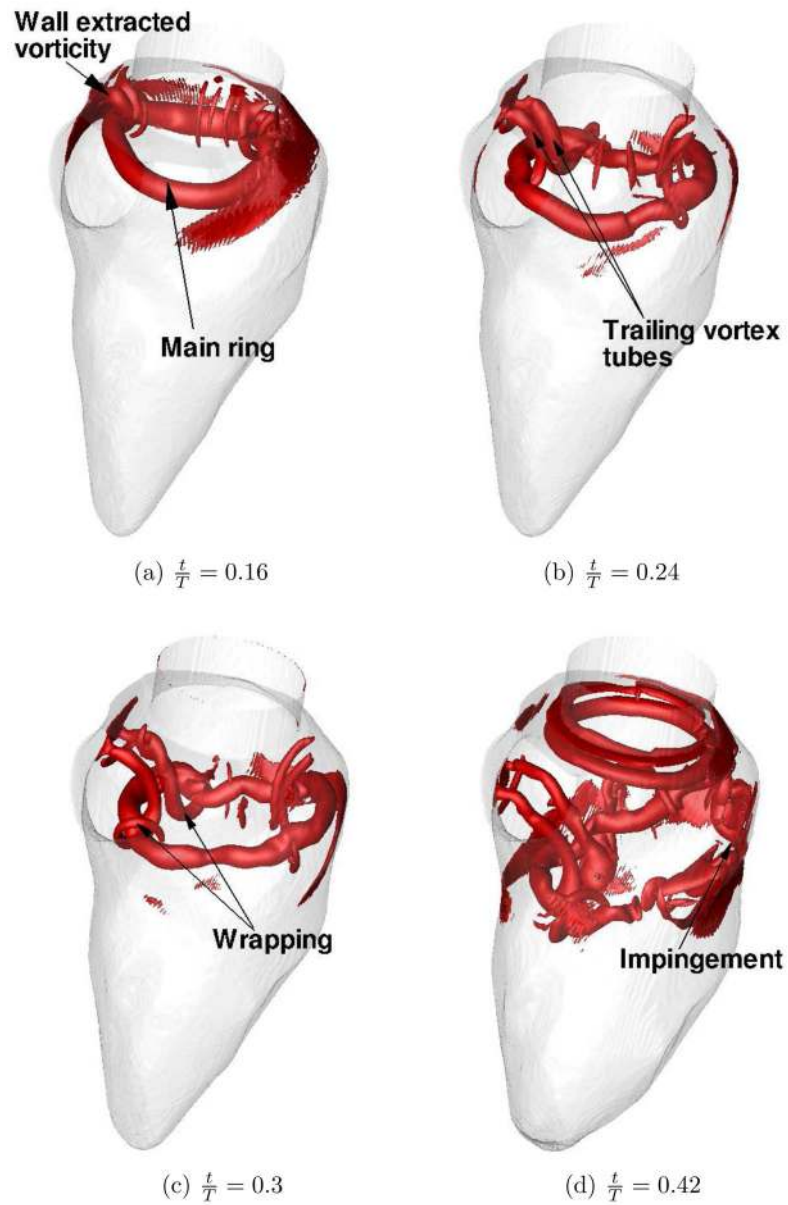 Wall extracted
vorticity
Main ring
(a) t/T = 0.16
Trailing vortex
tubes
(b) t/T = 0.24
Wrapping
(c) t/T = 0.3
Impingement
(d) t/T = 0.42